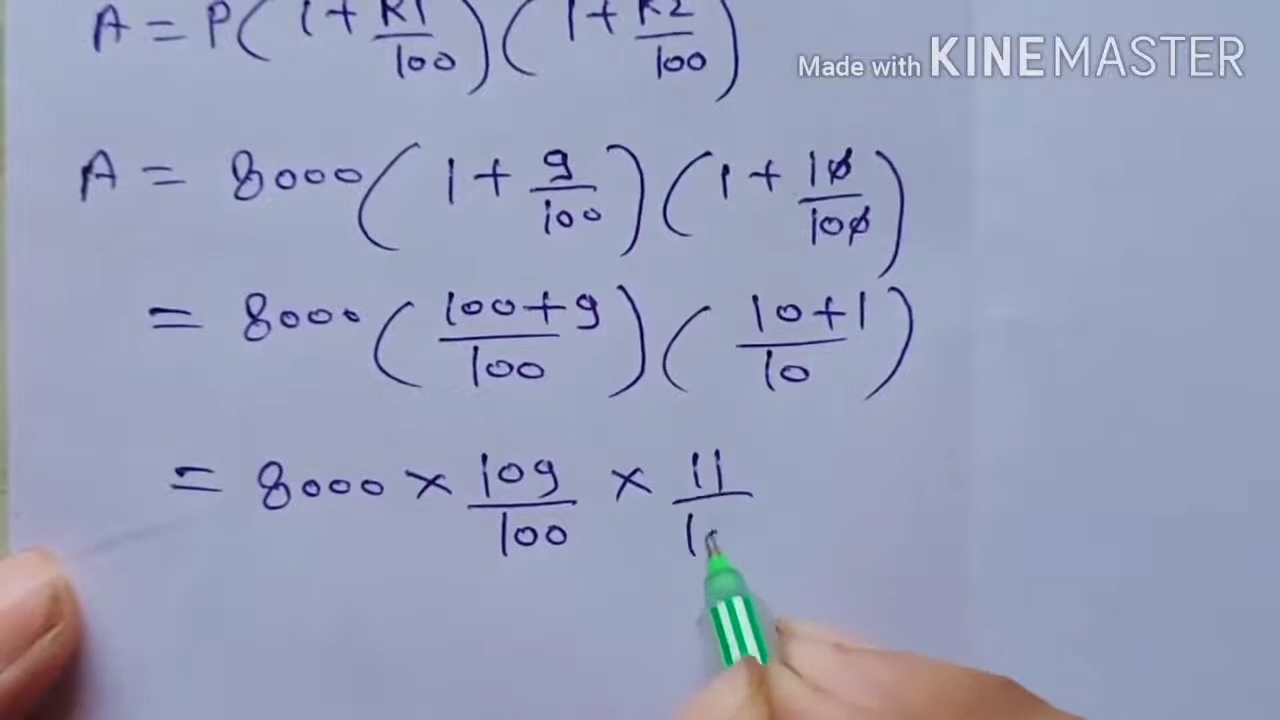 A = P(1+R1/100)(1+R2/100)
Made with KINEMASTER
A = 8000(1+9/100)(1+10/100)
= 8000(100+9/100)(10+1/10)
= 8000 × 109/100 × 11/10